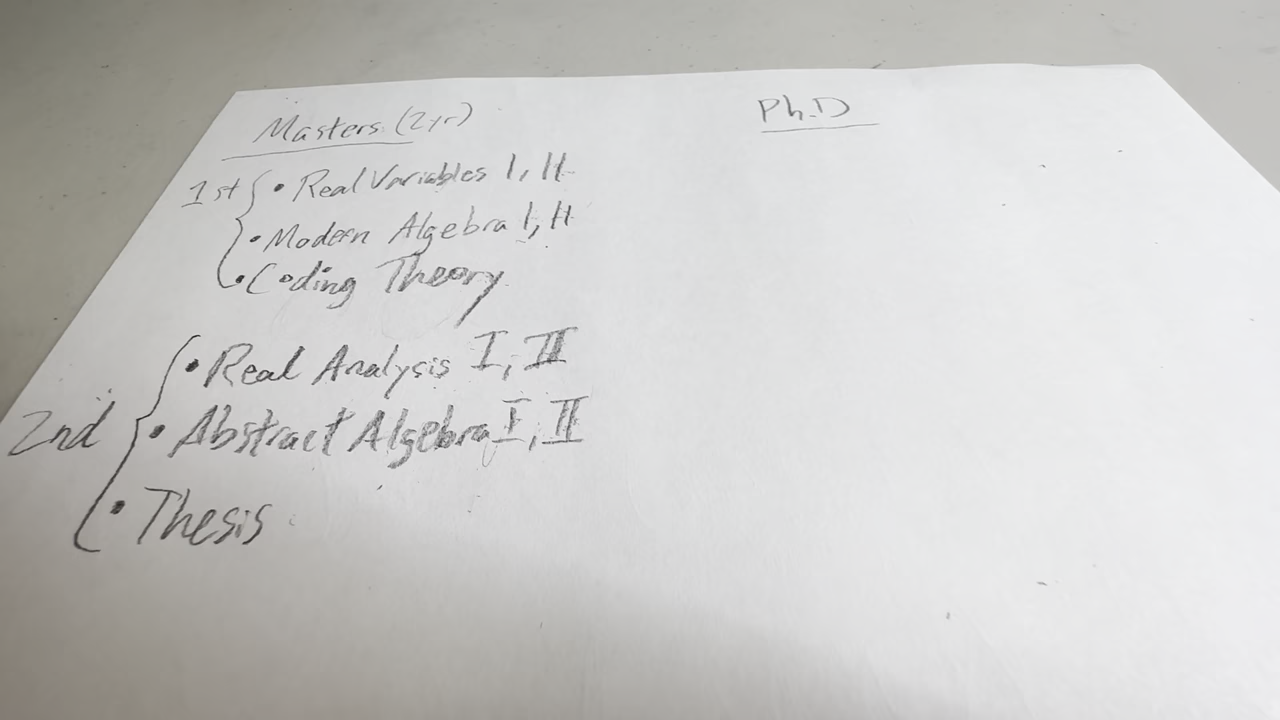 Masters (2yr)
1st
• Real Variables I, II
• Modern Algebra I, II
• Coding Theory
2nd
• Real Analysis I, II
• Abstract Algebra I, II
• Thesis
Ph.D